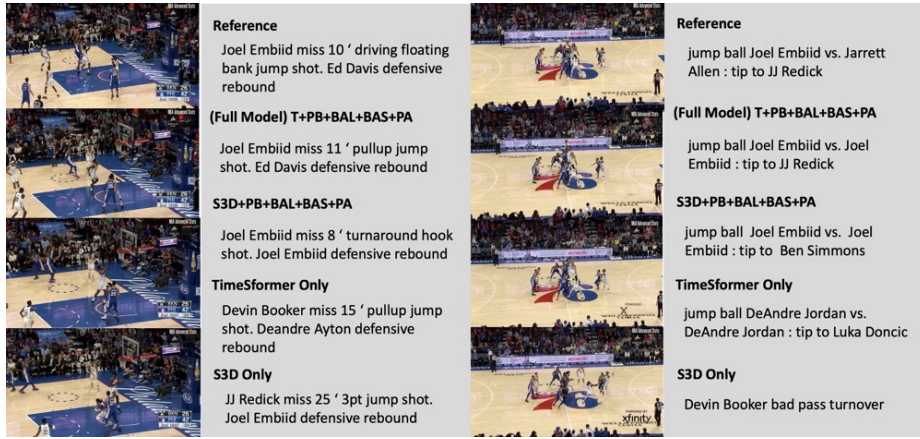 Reference
Joel Embiid miss 10 ‘ driving floating
bank jump shot. Ed Davis defensive
rebound
(Full Model) T+PB+BAL+BAS+PA
Joel Embiid miss 11 ‘ pullup jump
shot. Ed Davis defensive rebound
S3D+PB+BAL+BAS+PA
Joel Embiid miss 8 ‘ turnaround hook
shot. Joel Embiid defensive rebound
TimeSformer Only
Devin Booker miss 15 ‘ pullup jump
shot. Deandre Ayton defensive
rebound
S3D Only
JJ Redick miss 25 ‘ 3pt jump shot.
Joel Embiid defensive rebound
Reference
jump ball Joel Embiid vs. Jarrett
Allen : tip to JJ Redick
(Full Model) T+PB+BAL+BAS+PA
jump ball Joel Embiid vs. Joel
Embiid : tip to JJ Redick
S3D+PB+BAL+BAS+PA
jump ball Joel Embiid vs. Joel
Embiid : tip to Ben Simmons
TimeSformer Only
jump ball DeAndre Jordan vs.
DeAndre Jordan : tip to Luka Doncic
S3D Only
Devin Booker bad pass turnover
xfinity